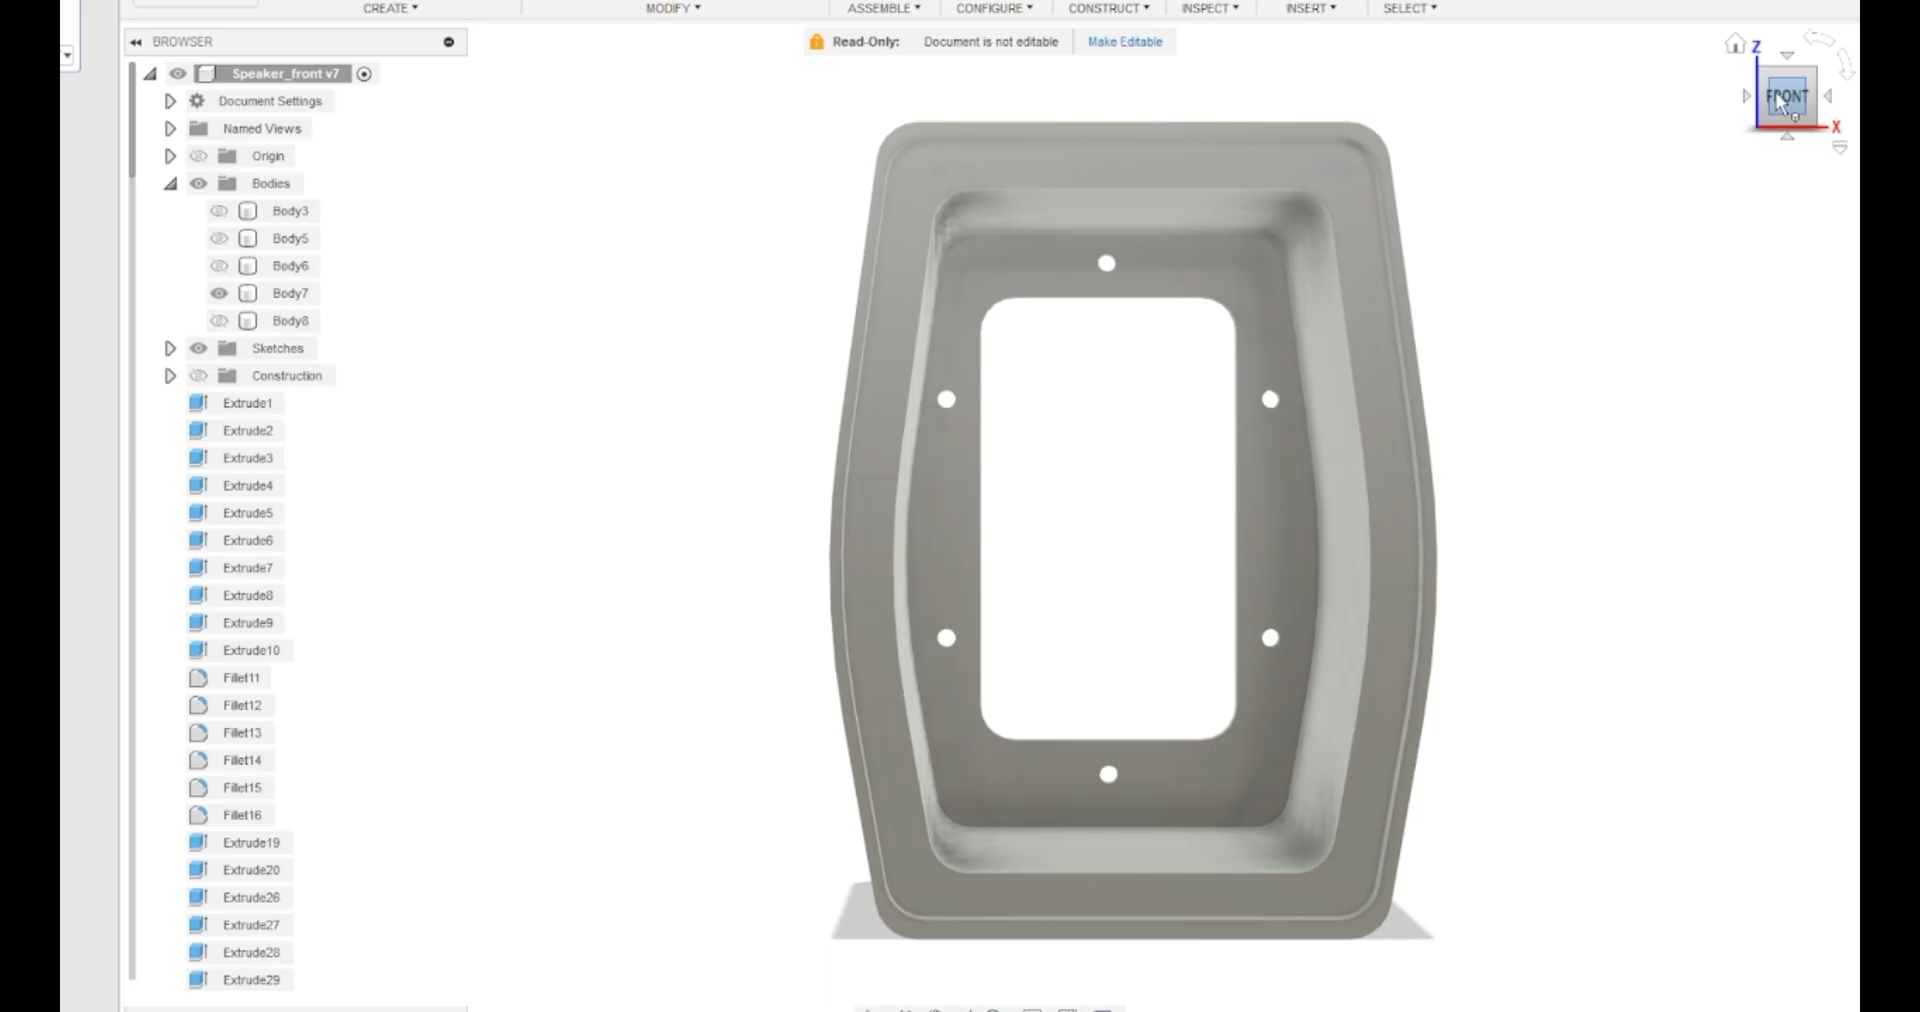 CREATE MODIFY ASSEMBLE CONFIGURE CONSTRUCT INSPECT INSERT SELECT
BROWSER
Read-Only: Document is not editable Make Editable
Speaker_front v7
Document Settings
Named Views
Origin
Bodies
Body3
Body5
Body6
Body7
Body8
Sketches
Construction
Extrude1
Extrude2
Extrude3
Extrude4
Extrude5
Extrude6
Extrude7
Extrude8
Extrude9
Extrude10
Fillet11
Fillet12
Fillet13
Fillet14
Fillet15
Fillet16
Extrude19
Extrude20
Extrude26
Extrude27
Extrude28
Extrude29
Z
FRONT
X